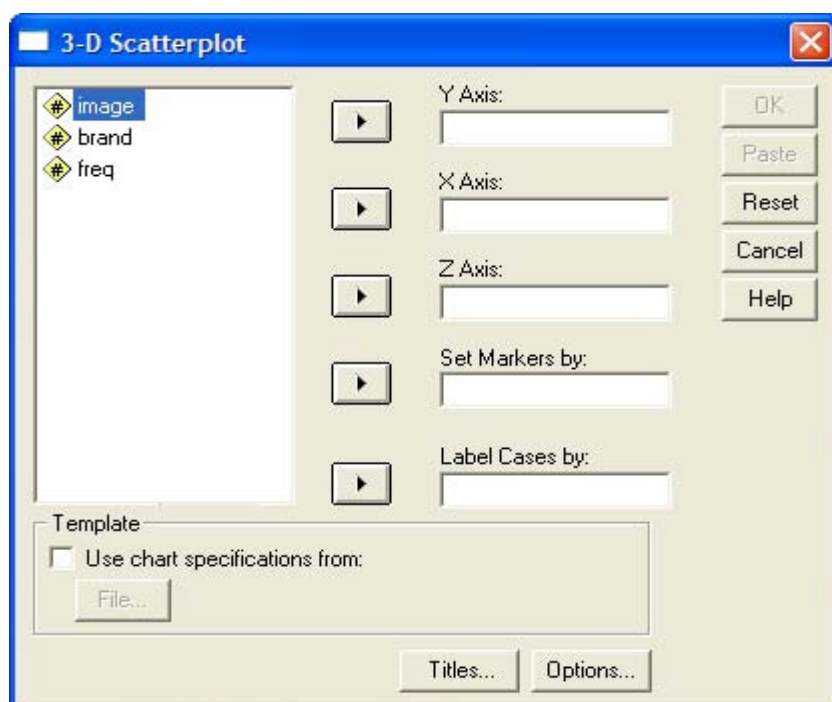 3-D Scatterplot
# image
# brand
# freq
Y Axis:
X Axis:
Z Axis:
Set Markers by:
Label Cases by:
OK
Paste
Reset
Cancel
Help
Template
Use chart specifications from:
File...
Titles...
Options...